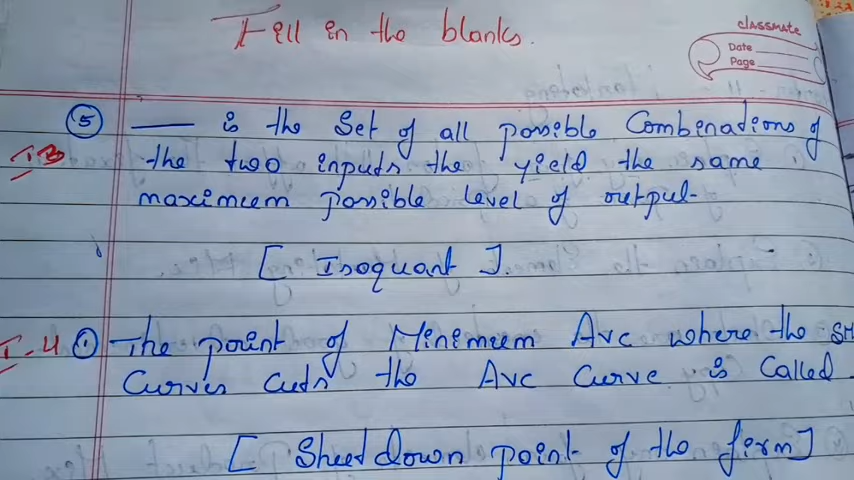 Fill in the blanks.
classmate
Date
Page
⑤ —— is the Set of all possible Combinations of
the two inputs the yield the same
maximum possible level of output
[ Isoquant ].
① The point of Minimum Avc where the
Curves cuts the Avc Curve is Called
[ Shut down point of the firm ]